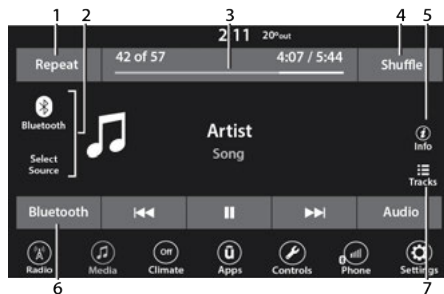 1 2 3 4 5
2 11 20°out
Repeat 42 of 57 4:07 / 5:44 Shuffle
Bluetooth Artist Info
Select Source Song Tracks
Bluetooth Audio
Radio Media Off Climate ū Apps Controls Phone Settings
6 7